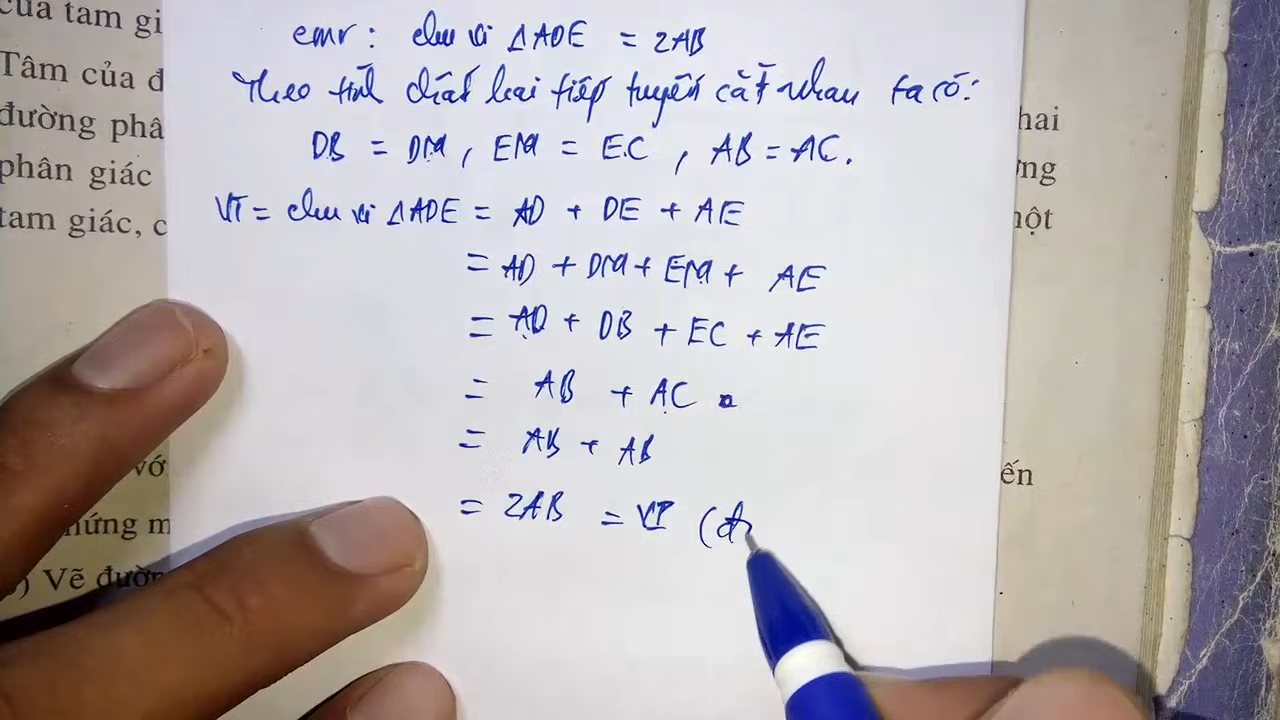 của tam gi
Tâm của đ
đường phâ
phân giác
tam giác, c
vớ
hứng m
) Vẽ đườn
cmr: chu vi ΔADE = 2AB
Theo tính chất hai tiếp tuyến cắt nhau ta có:
DB = DM, EM = EC, AB = AC.
VT = chu vi ΔADE = AD + DE + AE
= AD + DM + EM + AE
= AD + DB + EC + AE
= AB + AC
= AB + AB
= 2AB = VP (đ
hai
ng
một
ến